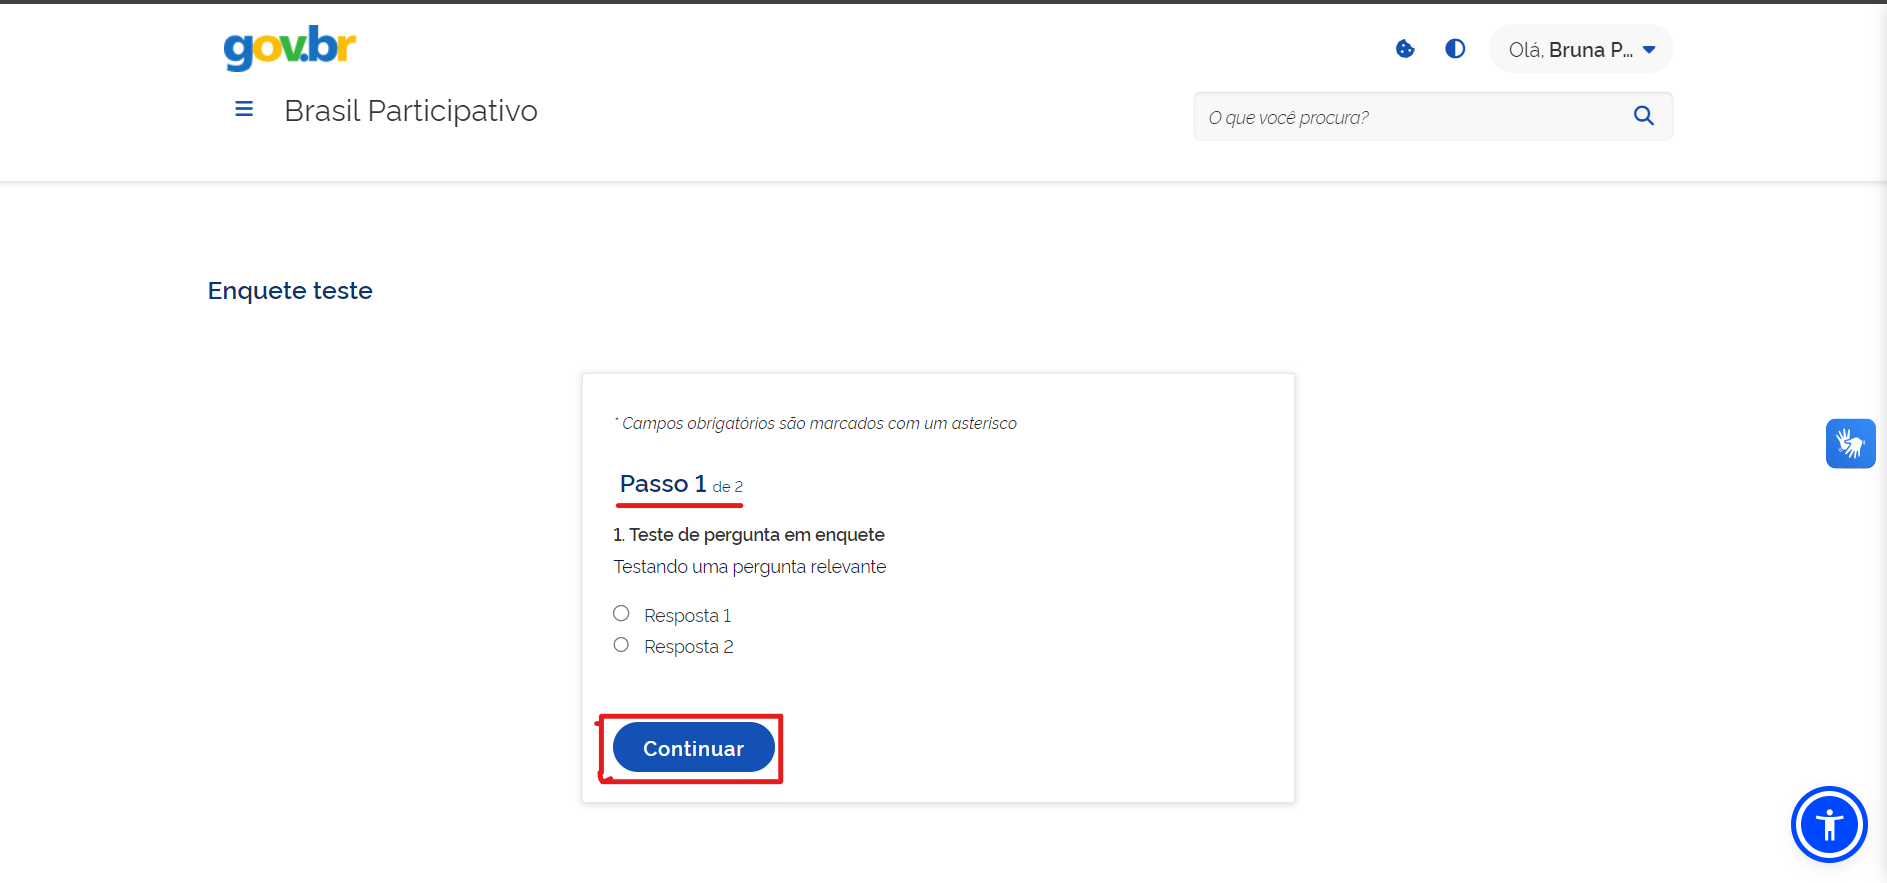 gov.br
Olá, Bruna P...
Brasil Participativo
O que você procura?
Enquete teste
* Campos obrigatórios são marcados com um asterisco
Passo 1 de 2
1. Teste de pergunta em enquete
Testando uma pergunta relevante
Resposta 1
Resposta 2
Continuar